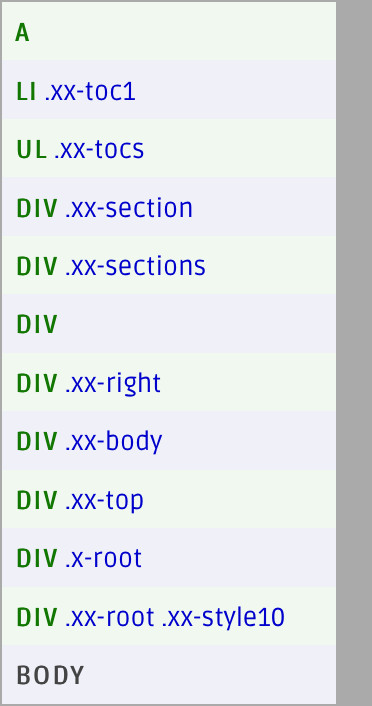 A
LI .xx-toc1
UL .xx-tocs
DIV .xx-section
DIV .xx-sections
DIV
DIV .xx-right
DIV .xx-body
DIV .xx-top
DIV .x-root
DIV .xx-root .xx-style10
BODY